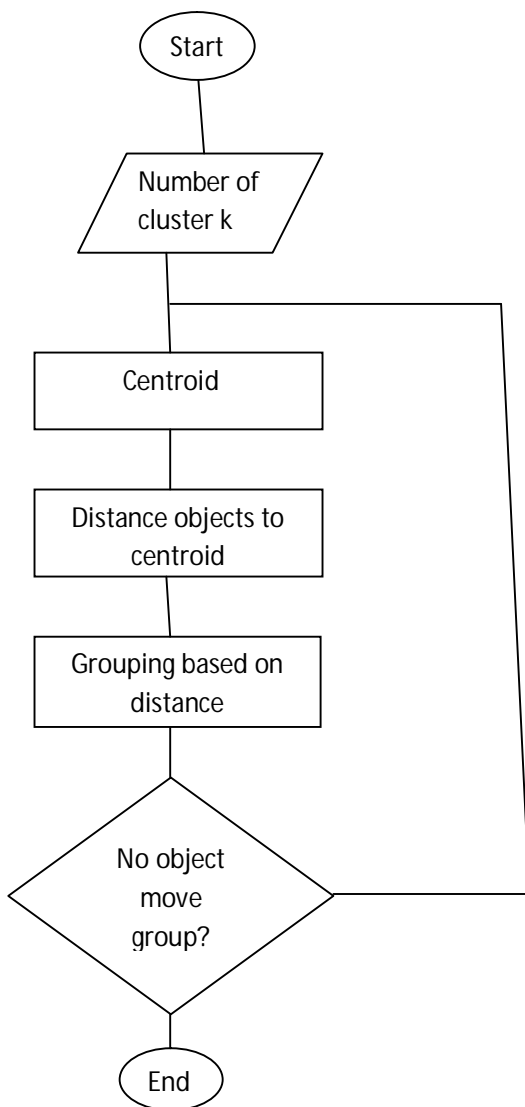 Start
Number of
cluster k
Centroid
Distance objects to
centroid
Grouping based on
distance
No object
move
group?
End